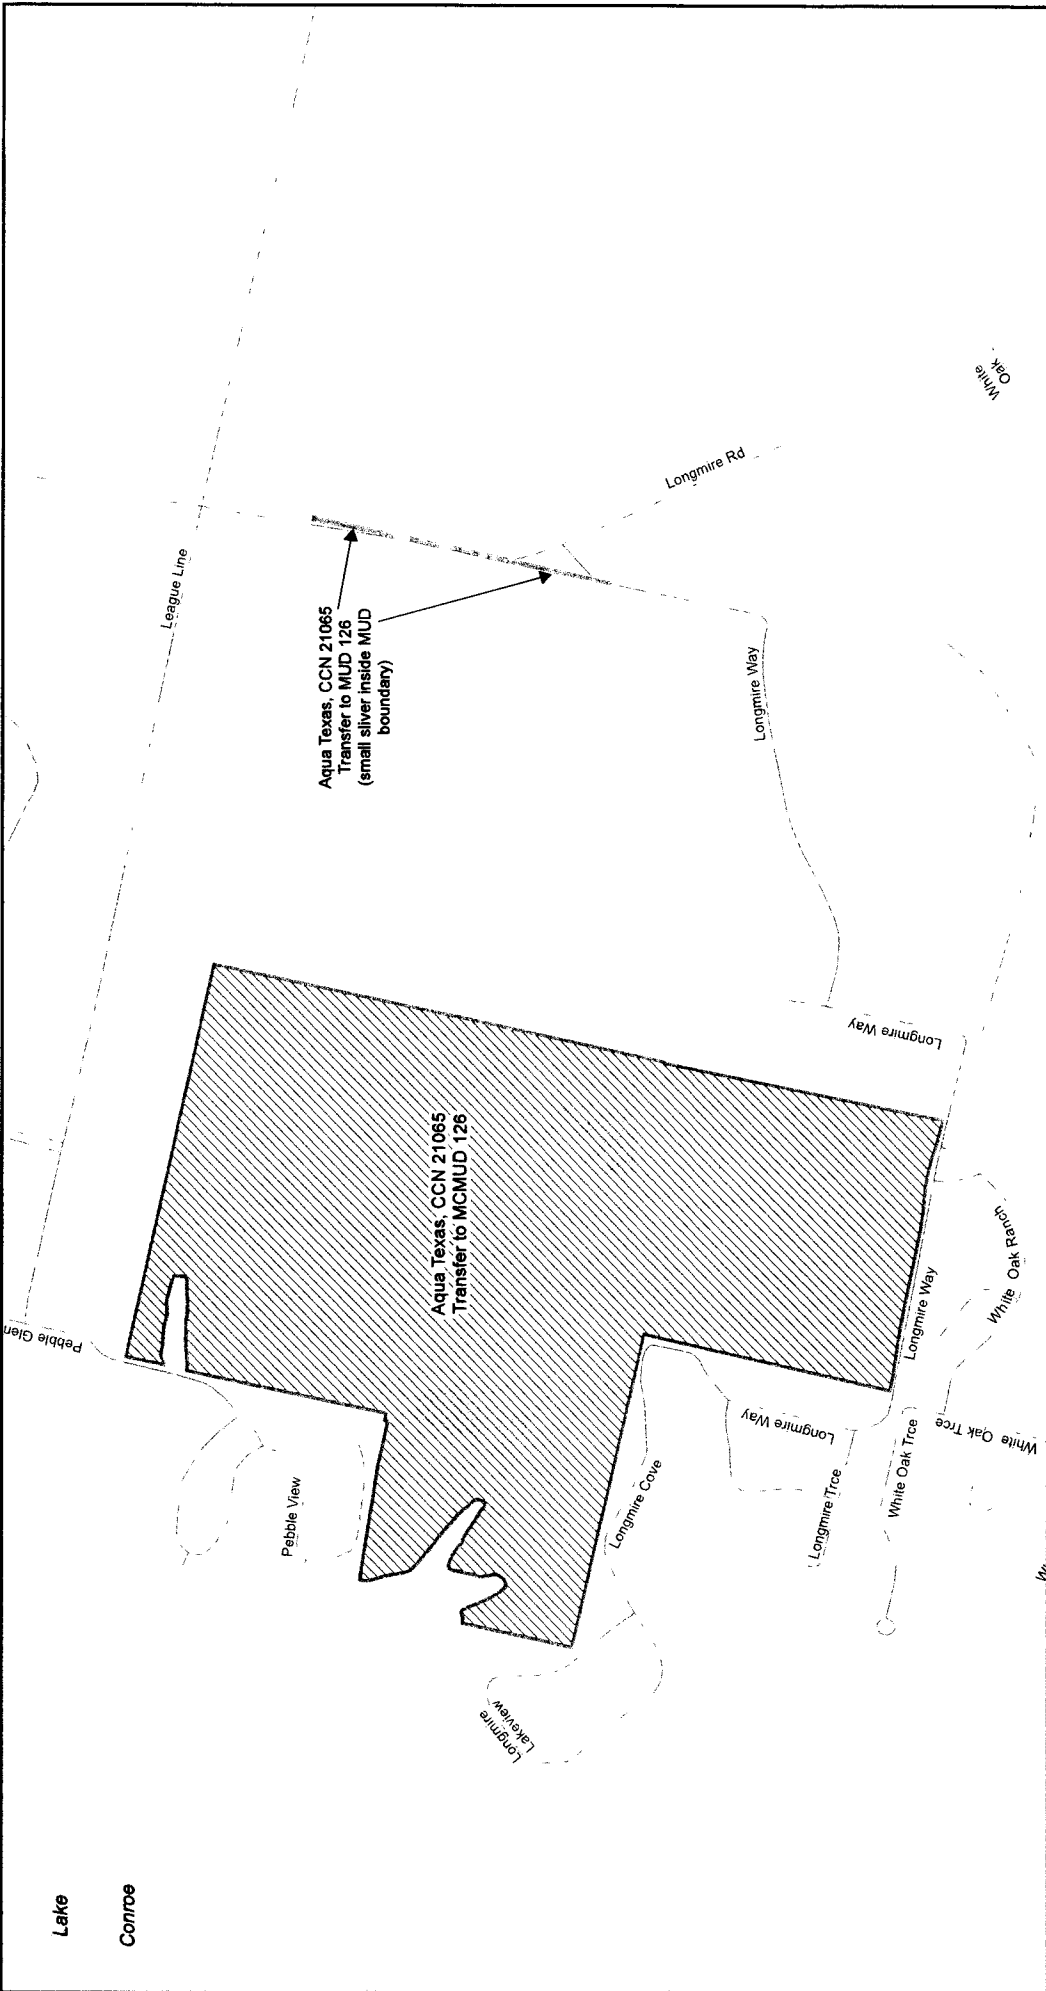 Lake
Conroe
Pebble Glen
League Line
Pebble View
Aqua Texas, CCN 21065
Transfer to MUD 126
(small sliver inside MUD
boundary)
Longmire Rd
White
Oak
Aqua Texas, CCN 21065
Transfer to MCMUD 126
Longmire
Lakeview
Longmire Cove
Longmire Way
Longmire Way
Longmire Way
Longmire Trce
White Oak Trce
White Oak Trce
Longmire Way
White Oak Ranch